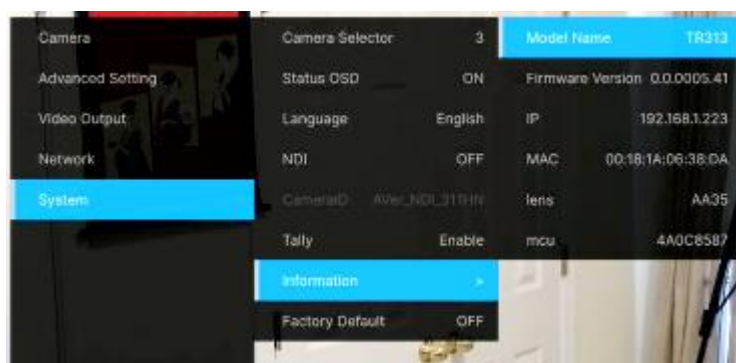 Camera
Advanced Setting
Video Output
Network
System
Camera Selector 3
Status OSD ON
Language English
NDI OFF
CameraID
Tally Enable
Information >
Factory Default OFF
Model Name TR313
Firmware Version 0.0.0005.41
IP 192.168.1.223
MAC 00:18:1A:06:38:DA
lens AA35
mcu 4A0C8587